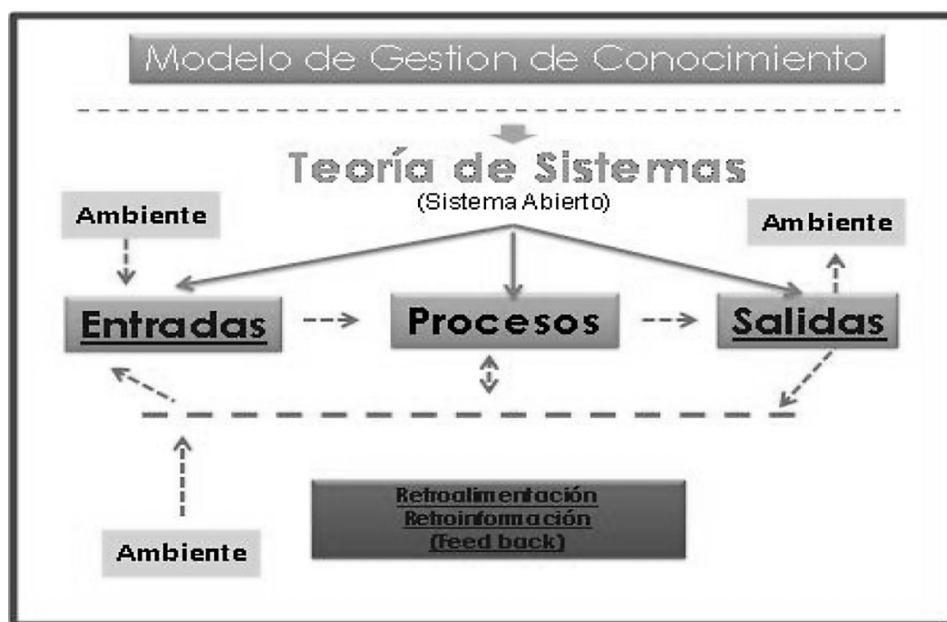 Modelo de Gestion de Conocimiento
Teoría de Sistemas
(Sistema Abierto)
Ambiente
Ambiente
Entradas
Procesos
Salidas
Retroalimentación
Retroinformación
(Feed back)
Ambiente